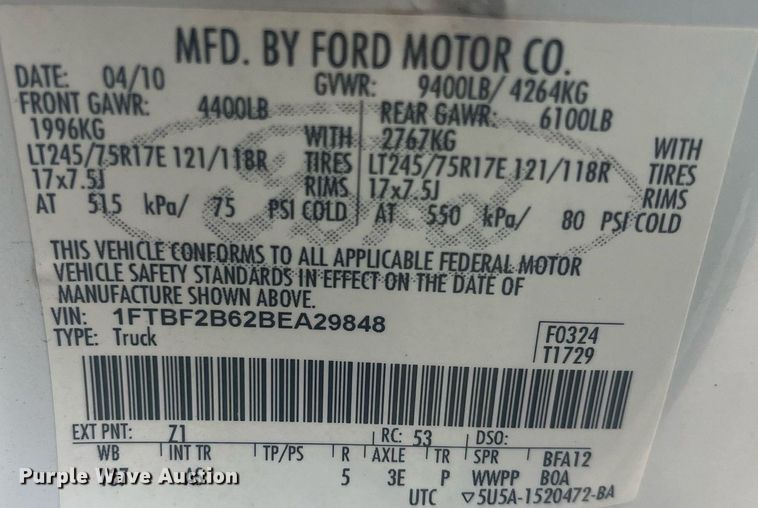 MFD. BY FORD MOTOR CO.
DATE: 04/10 GVWR: 9400LB/ 4264KG
FRONT GAWR: 4400LB REAR GAWR: 6100LB
1996KG WITH 2767KG WITH
LT245/75R17E 121/118R TIRES LT245/75R17E 121/118R TIRES
17x7.5J RIMS 17x7.5J RIMS
AT 515 kPa/ 75 PSI COLD AT 550 kPa/ 80 PSI COLD
Ford
THIS VEHICLE CONFORMS TO ALL APPLICABLE FEDERAL MOTOR
VEHICLE SAFETY STANDARDS IN EFFECT ON THE DATE OF
MANUFACTURE SHOWN ABOVE.
VIN: 1FTBF2B62BEA29848
TYPE: Truck
F0324
T1729
EXT PNT: Z1 RC: 53 DSO:
WB INT TR TP/PS R AXLE TR SPR BFA12
5 3E P WWPP BOA
UTC ▽5U5A-1520472-BA
Purple Wave Auction